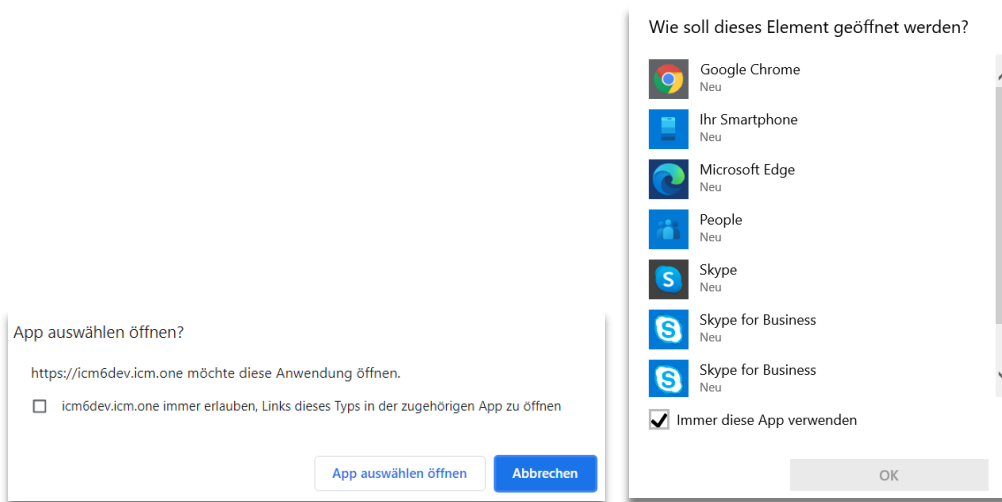 App auswählen öffnen?
https://icm6dev.icm.one möchte diese Anwendung öffnen.
icm6dev.icm.one immer erlauben, Links dieses Typs in der zugehörigen App zu öffnen
App auswählen öffnen
Abbrechen
Wie soll dieses Element geöffnet werden?
Google Chrome
Neu
Ihr Smartphone
Neu
Microsoft Edge
Neu
People
Neu
Skype
Neu
Skype for Business
Neu
Skype for Business
Neu
Immer diese App verwenden
OK